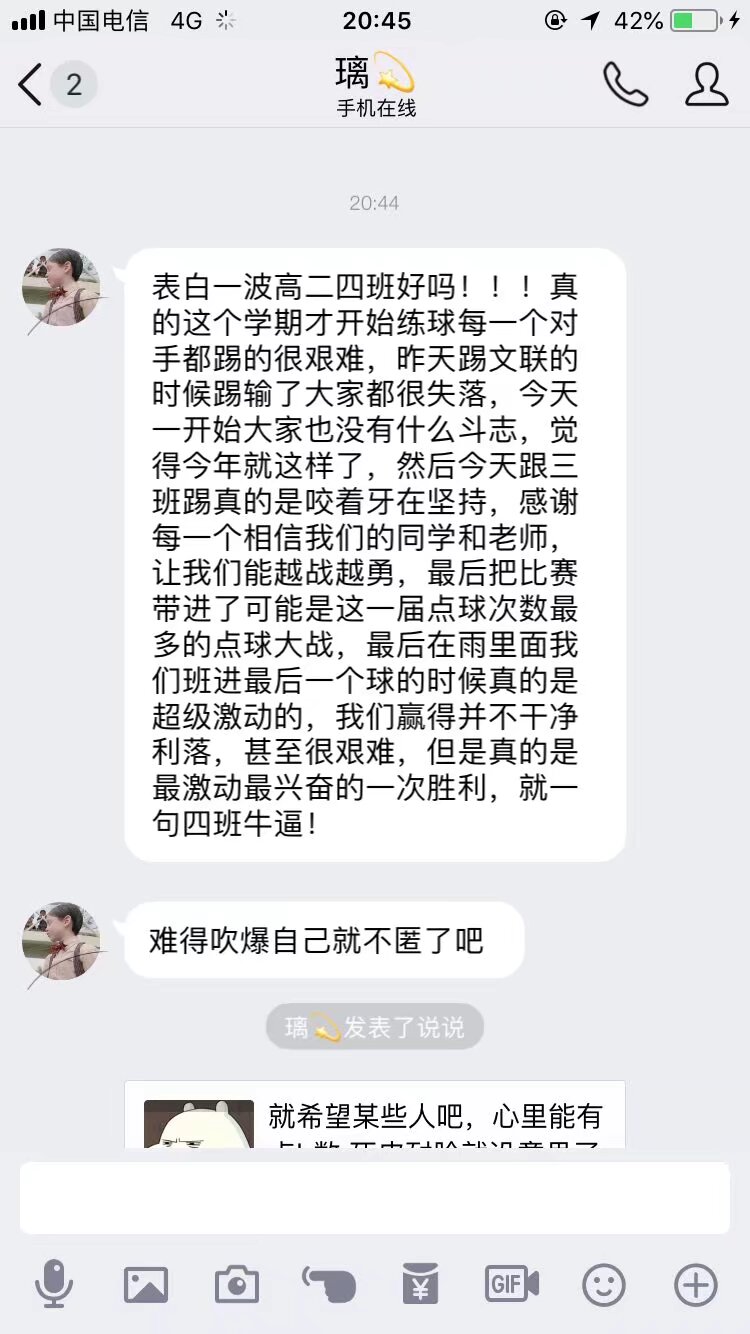 中国电信 4G 20:45 42%
2
璃
手机在线
20:44
表白一波高二四班好吗！！！真
的这个学期才开始练球每一个对
手都踢的很艰难，昨天踢文联的
时候踢输了大家都很失落，今天
一开始大家也没有什么斗志，觉
得今年就这样了，然后今天跟三
班踢真的是咬着牙在坚持，感谢
每一个相信我们的同学和老师，
让我们能越战越勇，最后把比赛
带进了可能是这一届点球次数最
多的点球大战，最后在雨里面我
们班进最后一个球的时候真的是
超级激动的，我们赢得并不干净
利落，甚至很艰难，但是真的是
最激动最兴奋的一次胜利，就一
句四班牛逼！
难得吹爆自己就不匿了吧
璃💫发表了说说
就希望某些人吧，心里能有
¥
GIF